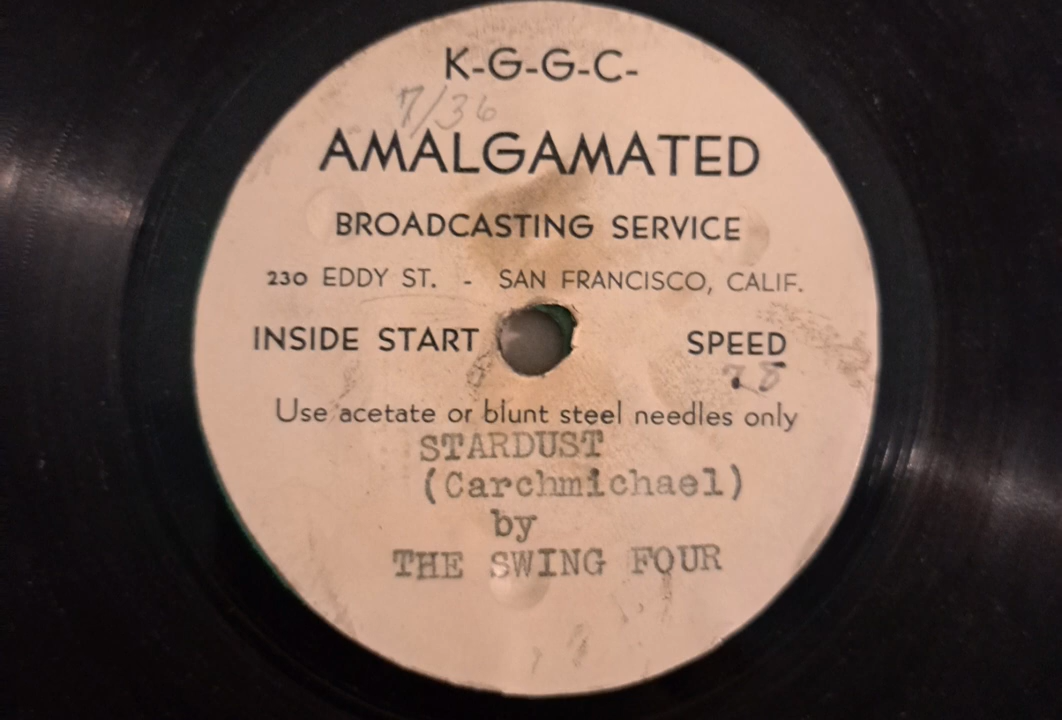 K-G-G-C-
7/36
AMALGAMATED
BROADCASTING SERVICE
230 EDDY ST. - SAN FRANCISCO, CALIF.
INSIDE START SPEED
78
Use acetate or blunt steel needles only
STARDUST
(Carchmichael)
by
THE SWING FOUR